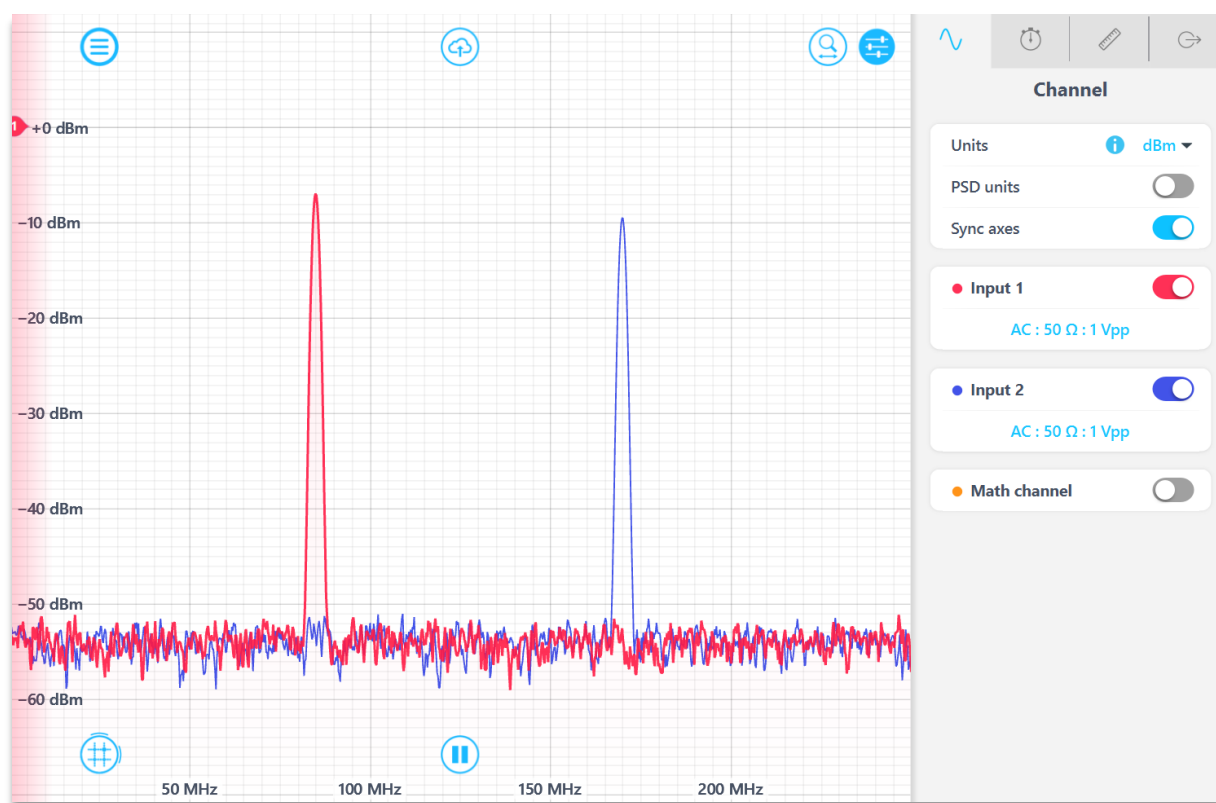 Channel
1
+0 dBm
−10 dBm
−20 dBm
−30 dBm
−40 dBm
−50 dBm
−60 dBm
50 MHz
100 MHz
150 MHz
200 MHz
Units
i
dBm
PSD units
Sync axes
Input 1
AC : 50 Ω : 1 Vpp
Input 2
AC : 50 Ω : 1 Vpp
Math channel